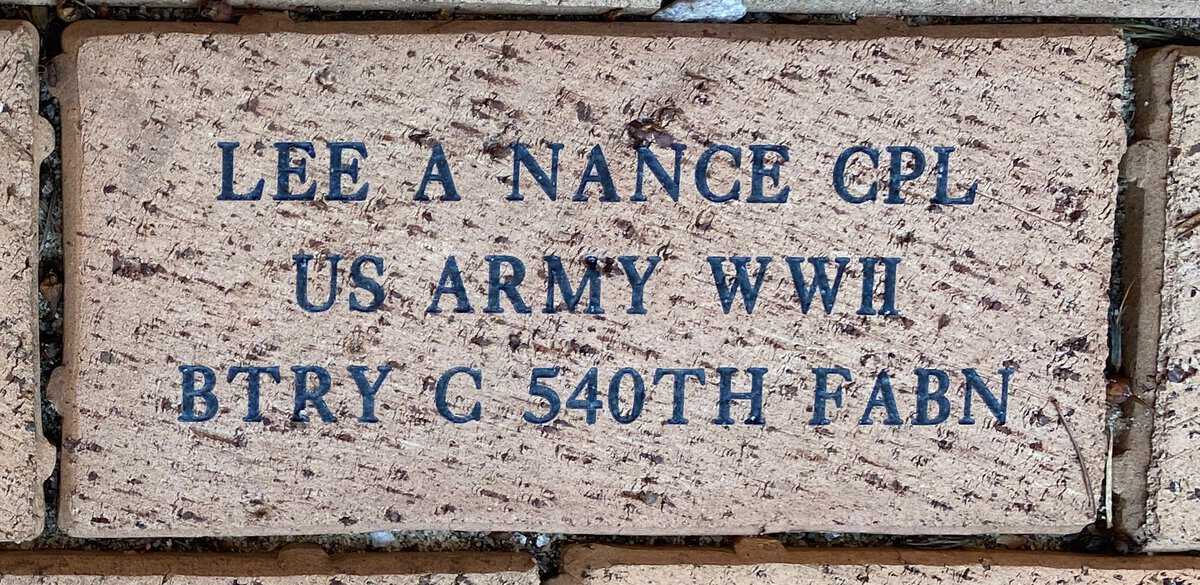 LEE A NANCE CPL
US ARMY WWII
BTRY C 540TH FABN